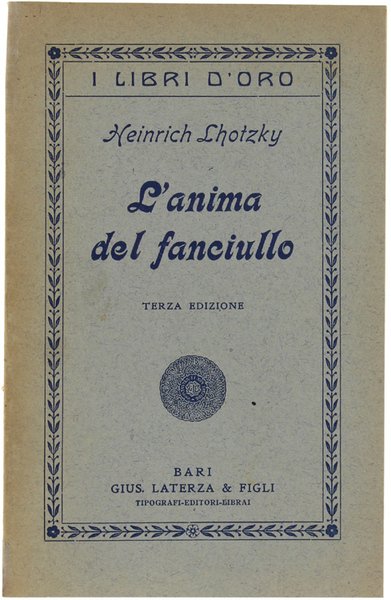 I LIBRI D'ORO
Heinrich Lhotzky
L'anima
del fanciullo
TERZA EDIZIONE
BARI
GIUS. LATERZA & FIGLI
TIPOGRAFI-EDITORI-LIBRAI